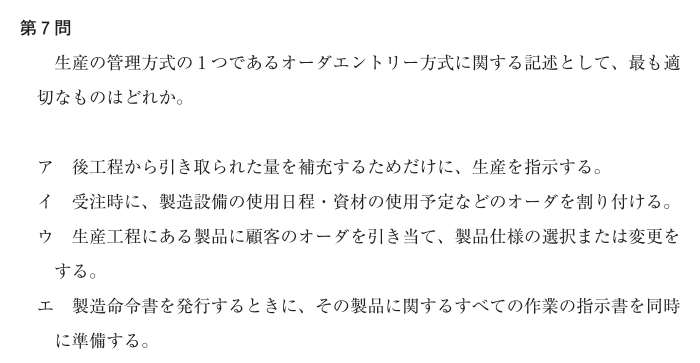 第７問
生産の管理方式の１つであるオーダエントリー方式に関する記述として、最も適
切なものはどれか。
ア　後工程から引き取られた量を補充するためだけに、生産を指示する。
イ　受注時に、製造設備の使用日程・資材の使用予定などのオーダを割り付ける。
ウ　生産工程にある製品に顧客のオーダを引き当て、製品仕様の選択または変更を
する。
エ　製造命令書を発行するときに、その製品に関するすべての作業の指示書を同時
に準備する。